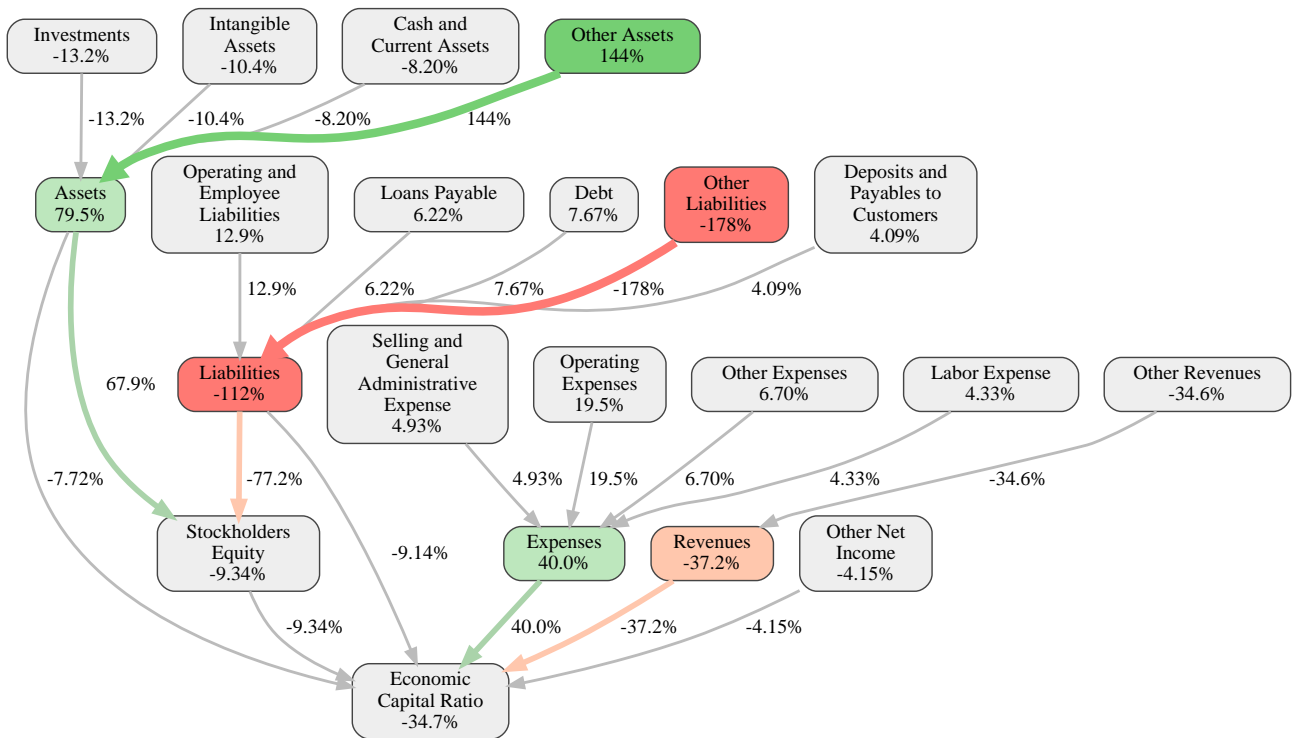 Investments
-13.2%
Intangible
Assets
-10.4%
Cash and
Current Assets
-8.20%
Other Assets
144%
-13.2%
-10.4%
-8.20%
144%
Assets
79.5%
Operating and
Employee
Liabilities
12.9%
Loans Payable
6.22%
Debt
7.67%
Other
Liabilities
-178%
Deposits and
Payables to
Customers
4.09%
12.9%
6.22%
7.67%
-178%
4.09%
67.9%
Liabilities
-112%
Selling and
General
Administrative
Expense
4.93%
Operating
Expenses
19.5%
Other Expenses
6.70%
Labor Expense
4.33%
Other Revenues
-34.6%
-7.72%
-77.2%
4.93%
19.5%
6.70%
4.33%
-34.6%
Stockholders
Equity
-9.34%
-9.14%
Expenses
40.0%
Revenues
-37.2%
Other Net
Income
-4.15%
-9.34%
40.0%
-37.2%
-4.15%
Economic
Capital Ratio
-34.7%